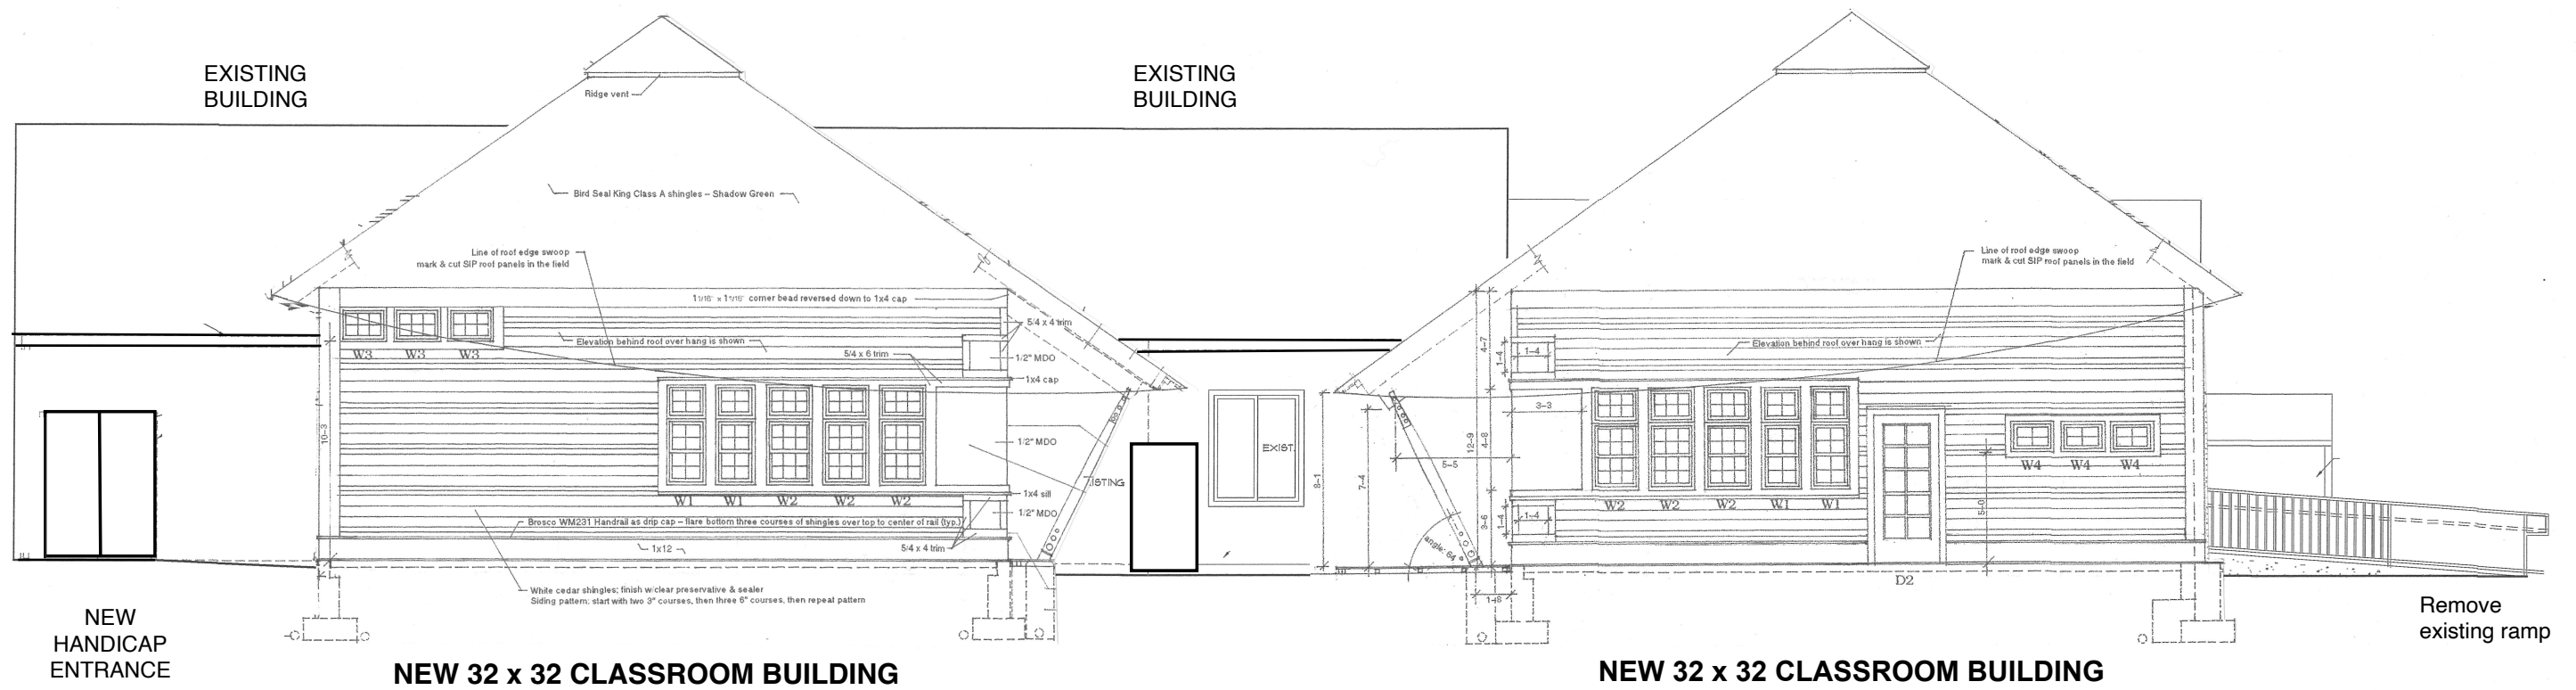 EXISTING
BUILDING
EXISTING
BUILDING
Ridge vent
Bird Seal King Class A shingles – Shadow Green
Line of roof edge swoop
mark & cut SIP roof panels in the field
Line of roof edge swoop
mark & cut SIP roof panels in the field
1 1/16" x 1 1/16" corner bead reversed down to 1x4 cap
5/4 x 4 trim
Elevation behind roof over hang is shown
5/4 x 6 trim
1/2" MDO
1x4 cap
W3 W3 W3
10-3
1/2" MDO
W1 W1 W2 W2 W2
1x4 sill
1/2" MDO
Brosco WM231 Handrail as drip cap – flare bottom three courses of shingles over top to center of rail (typ.)
1x12
5/4 x 4 trim
White cedar shingles; finish w/clear preservative & sealer
Siding pattern: start with two 3" courses, then three 6" courses, then repeat pattern
ISTING
EXIST.
8-1
7-4
5-5
angle: 64
12-9
4-7
4-8
3-6
1-8
1-4
1-4
3-3
1-4
1-4
Elevation behind roof over hang is shown
W2 W2 W2 W1 W1
W4 W4 W4
5-0
D2
NEW
HANDICAP
ENTRANCE
NEW 32 x 32 CLASSROOM BUILDING
NEW 32 x 32 CLASSROOM BUILDING
Remove
existing ramp